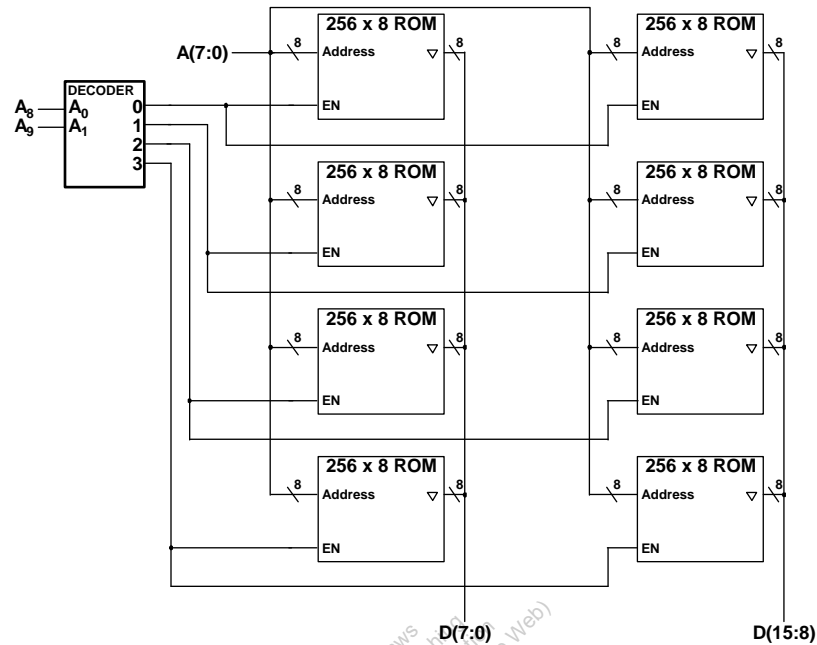 256 x 8 ROM
256 x 8 ROM
A(7:0)
8
Address
8
8
Address
8
EN
EN
DECODER
A8
A0
0
A9
A1
1
2
3
256 x 8 ROM
256 x 8 ROM
8
Address
8
8
Address
8
EN
EN
256 x 8 ROM
256 x 8 ROM
8
Address
8
8
Address
8
EN
EN
256 x 8 ROM
256 x 8 ROM
8
Address
8
8
Address
8
EN
EN
D(7:0)
D(15:8)
Web)